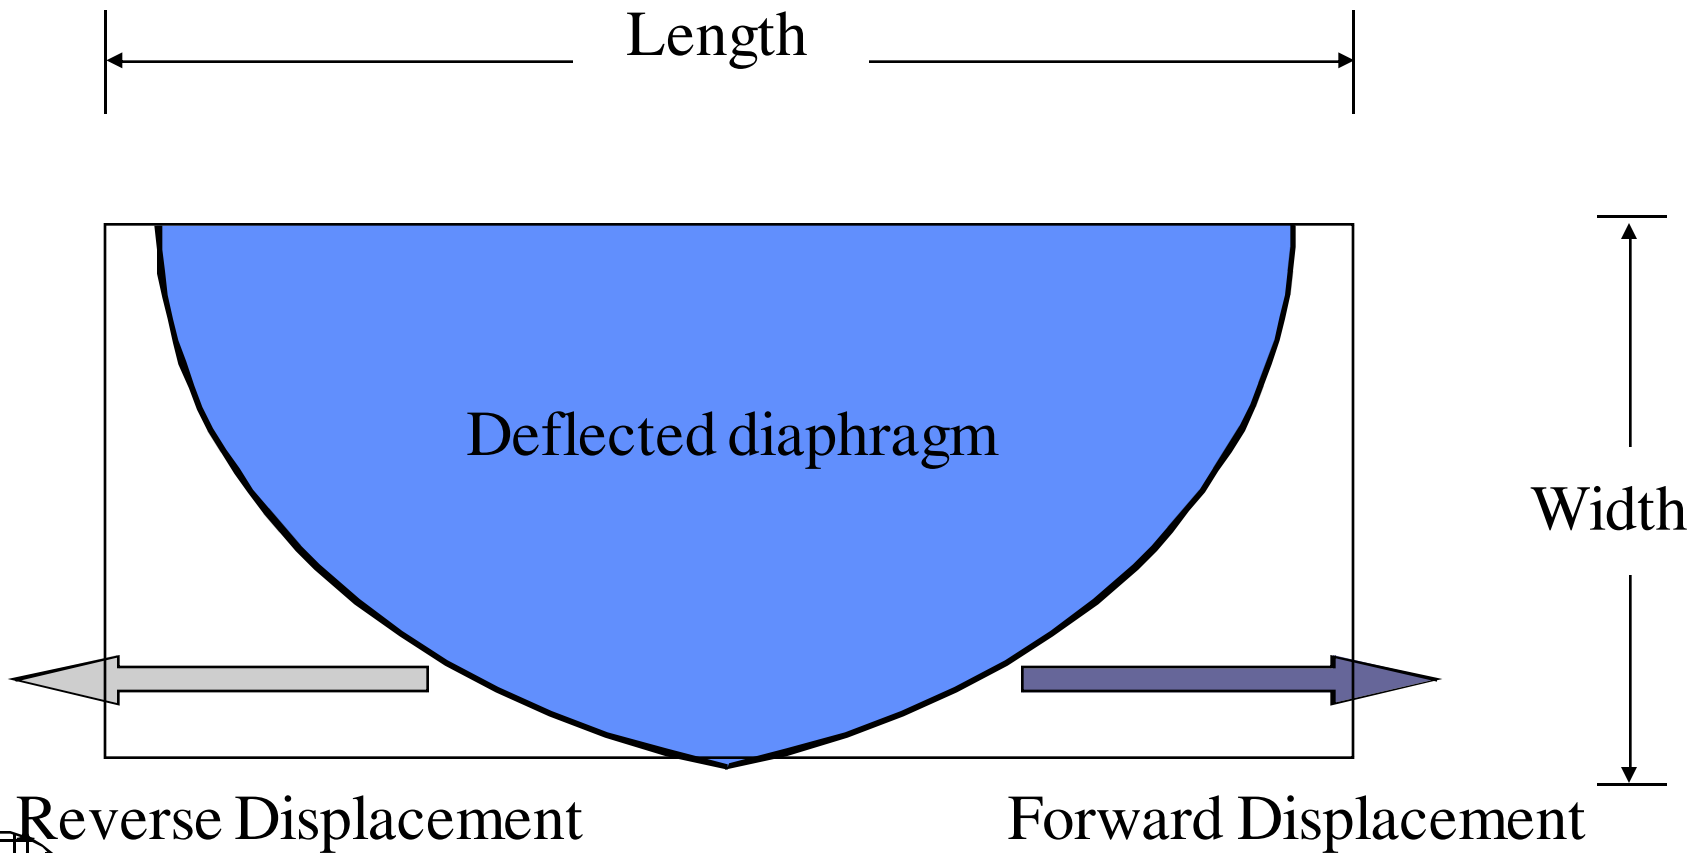 Length
Deflected diaphragm
Width
Reverse Displacement
Forward Displacement